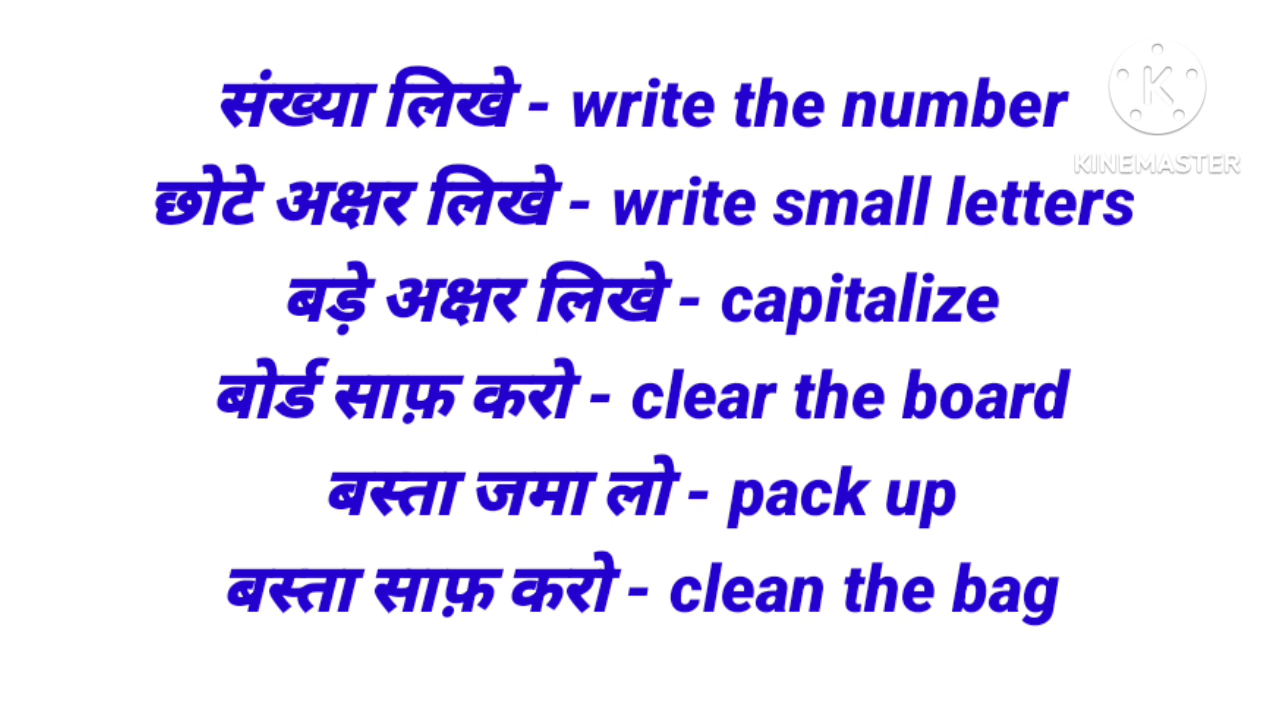 संख्या लिखे - write the number
KINEMASTER
छोटे अक्षर लिखे - write small letters
बड़े अक्षर लिखे - capitalize
बोर्ड साफ़ करो - clear the board
बस्ता जमा लो - pack up
बस्ता साफ़ करो - clean the bag